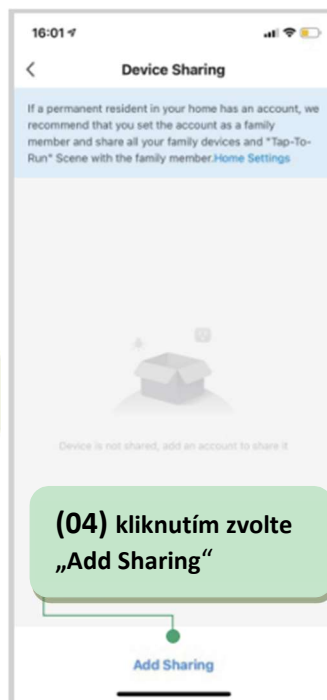 16:01
Device Sharing
If a permanent resident in your home has an account, we
recommend that you set the account as a family
member and share all your family devices and "Tap-To-
Run" Scene with the family member.Home Settings
Device is not shared, add an account to share it
(04) kliknutím zvolte
„Add Sharing“
Add Sharing